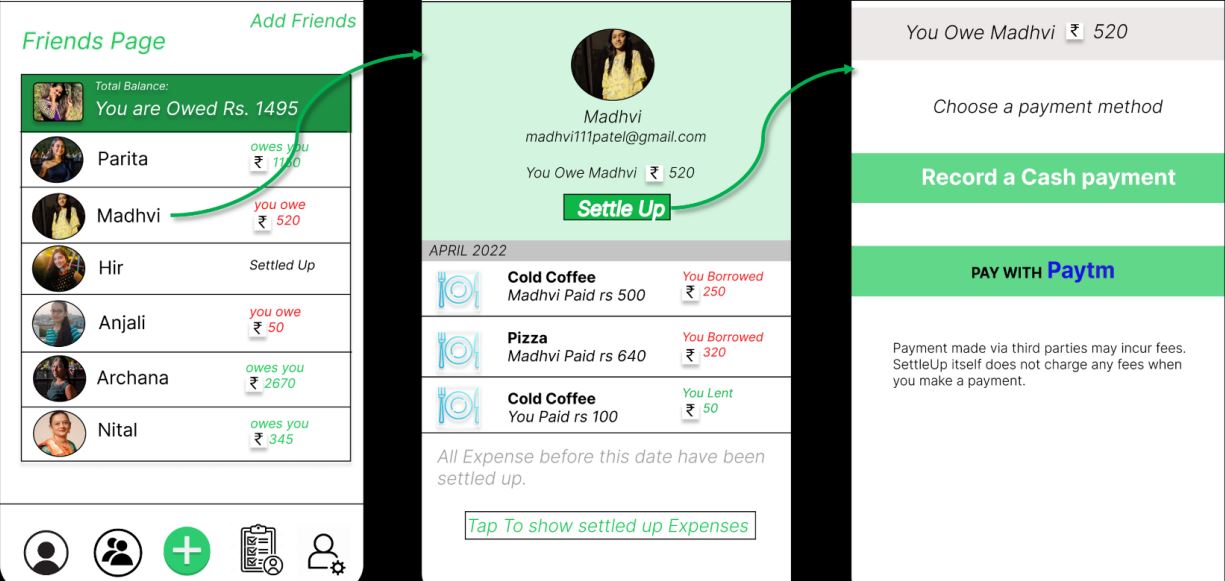 Add Friends
Friends Page
Total Balance:
You are Owed Rs. 1495
Parita
owes you
₹ 1150
Madhvi
you owe
₹ 520
Hir
Settled Up
Anjali
you owe
₹ 50
Archana
owes you
₹ 2670
Nital
owes you
₹ 345
Madhvi
madhvi111patel@gmail.com
You Owe Madhvi ₹ 520
Settle Up
APRIL 2022
Cold Coffee
Madhvi Paid rs 500
You Borrowed
₹ 250
Pizza
Madhvi Paid rs 640
You Borrowed
₹ 320
Cold Coffee
You Paid rs 100
You Lent
₹ 50
All Expense before this date have been
settled up.
Tap To show settled up Expenses
You Owe Madhvi ₹ 520
Choose a payment method
Record a Cash payment
PAY WITH Paytm
Payment made via third parties may incur fees.
SettleUp itself does not charge any fees when
you make a payment.